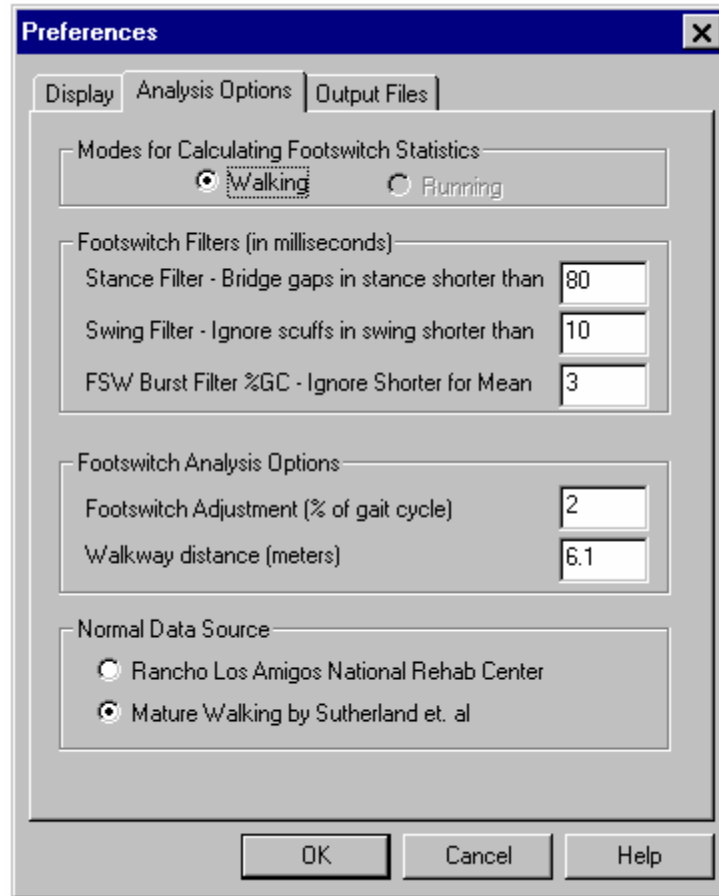 Preferences
Display Analysis Options Output Files
Modes for Calculating Footswitch Statistics
Walking Running
Footswitch Filters (in milliseconds)
Stance Filter - Bridge gaps in stance shorter than 80
Swing Filter - Ignore scuffs in swing shorter than 10
FSW Burst Filter %GC - Ignore Shorter for Mean 3
Footswitch Analysis Options
Footswitch Adjustment (% of gait cycle) 2
Walkway distance (meters) 6.1
Normal Data Source
Rancho Los Amigos National Rehab Center
Mature Walking by Sutherland et. al
OK Cancel Help